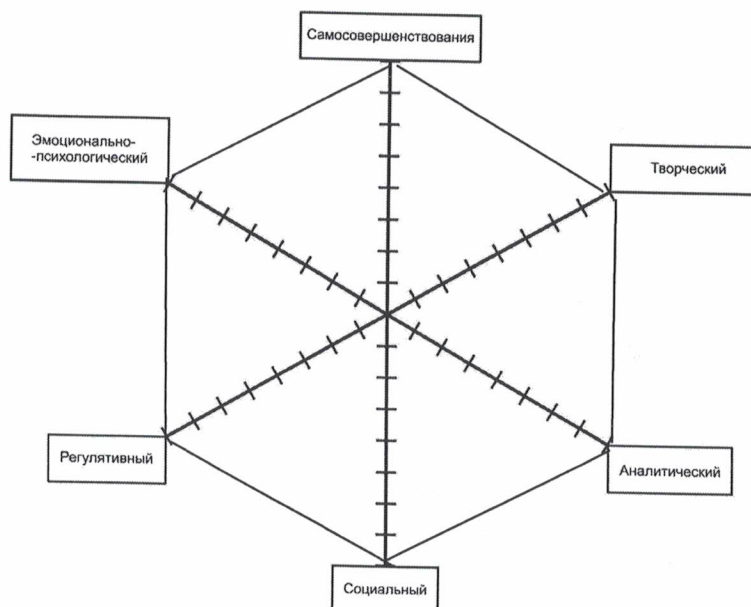 Самосовершенствования
Эмоционально-
-психологический
Творческий
Регулятивный
Аналитический
Социальный